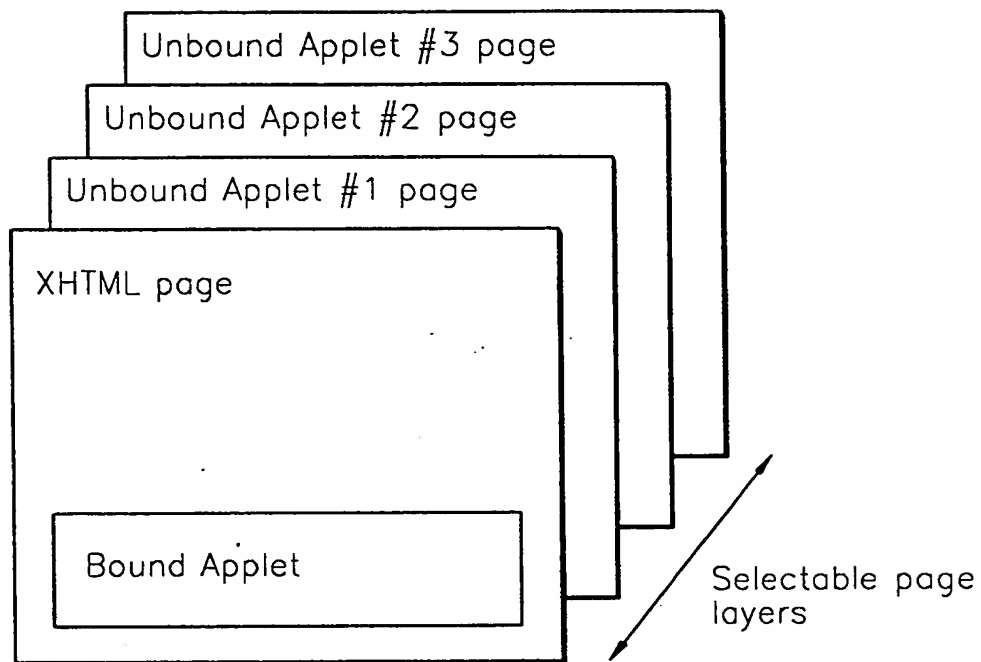 Unbound Applet #3 page
Unbound Applet #2 page
Unbound Applet #1 page
XHTML page
Bound Applet
Selectable page
layers